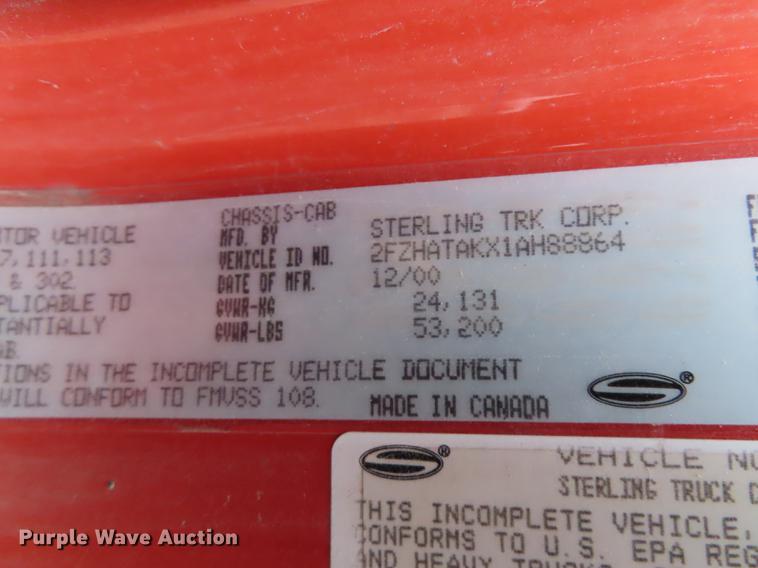 CHASSIS-CAB
MFD. BY STERLING TRK CORP.
TOR VEHICLE VEHICLE ID NO. 2FZHATAKX1AH88864
7, 111, 113 DATE OF MFR. 12/00
& 302
PLICABLE TO GVWR-KG 24, 131
TANTIALLY GVWR-LBS 53, 200
AB.
TIONS IN THE INCOMPLETE VEHICLE DOCUMENT
WILL CONFORM TO FMVSS 108. MADE IN CANADA
®
®
VEHICLE
STERLING TRUCK
THIS INCOMPLETE VEHICLE,
CONFORMS TO U.S. EPA REG
AND HEAVY TRUCKS
Purple Wave Auction